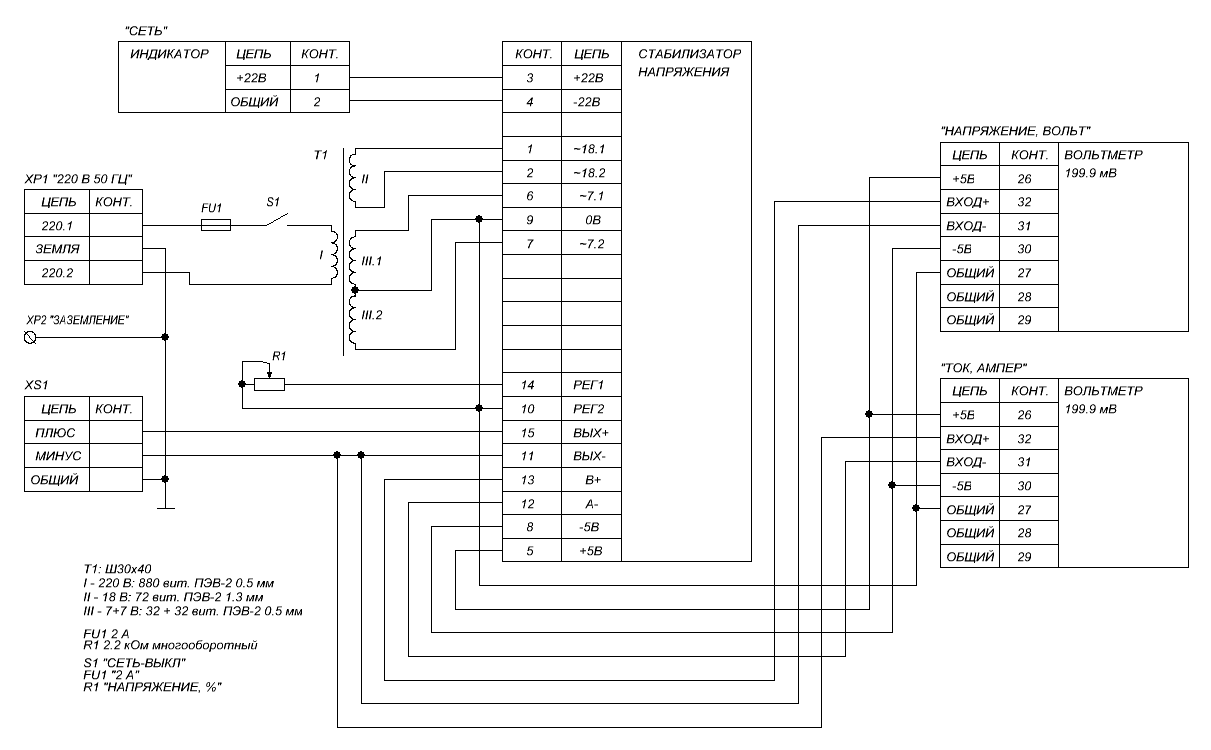 "СЕТЬ"
ИНДИКАТОР ЦЕПЬ КОНТ.
+22В 1
ОБЩИЙ 2
КОНТ. ЦЕПЬ СТАБИЛИЗАТОР
НАПРЯЖЕНИЯ
3 +22В
4 -22В
1 ~18.1
2 ~18.2
6 ~7.1
9 0В
7 ~7.2
14 РЕГ1
10 РЕГ2
15 ВЫХ+
11 ВЫХ-
13 В+
12 А-
8 -5В
5 +5В
Т1
II
I
III.1
III.2
ХР1 "220 В 50 ГЦ"
ЦЕПЬ КОНТ.
220.1
ЗЕМЛЯ
220.2
FU1
S1
ХР2 "ЗАЗЕМЛЕНИЕ"
R1
XS1
ЦЕПЬ КОНТ.
ПЛЮС
МИНУС
ОБЩИЙ
"НАПРЯЖЕНИЕ, ВОЛЬТ"
ЦЕПЬ КОНТ. ВОЛЬТМЕТР
199.9 мВ
+5В 26
ВХОД+ 32
ВХОД- 31
-5В 30
ОБЩИЙ 27
ОБЩИЙ 28
ОБЩИЙ 29
"ТОК, АМПЕР"
ЦЕПЬ КОНТ. ВОЛЬТМЕТР
199.9 мВ
+5В 26
ВХОД+ 32
ВХОД- 31
-5В 30
ОБЩИЙ 27
ОБЩИЙ 28
ОБЩИЙ 29
Т1: Ш30х40
I - 220 В: 880 вит. ПЭВ-2 0.5 мм
II - 18 В: 72 вит. ПЭВ-2 1.3 мм
III - 7+7 В: 32 + 32 вит. ПЭВ-2 0.5 мм
FU1 2 А
R1 2.2 кОм многооборотный
S1 "СЕТЬ-ВЫКЛ"
FU1 "2 А"
R1 "НАПРЯЖЕНИЕ, %"